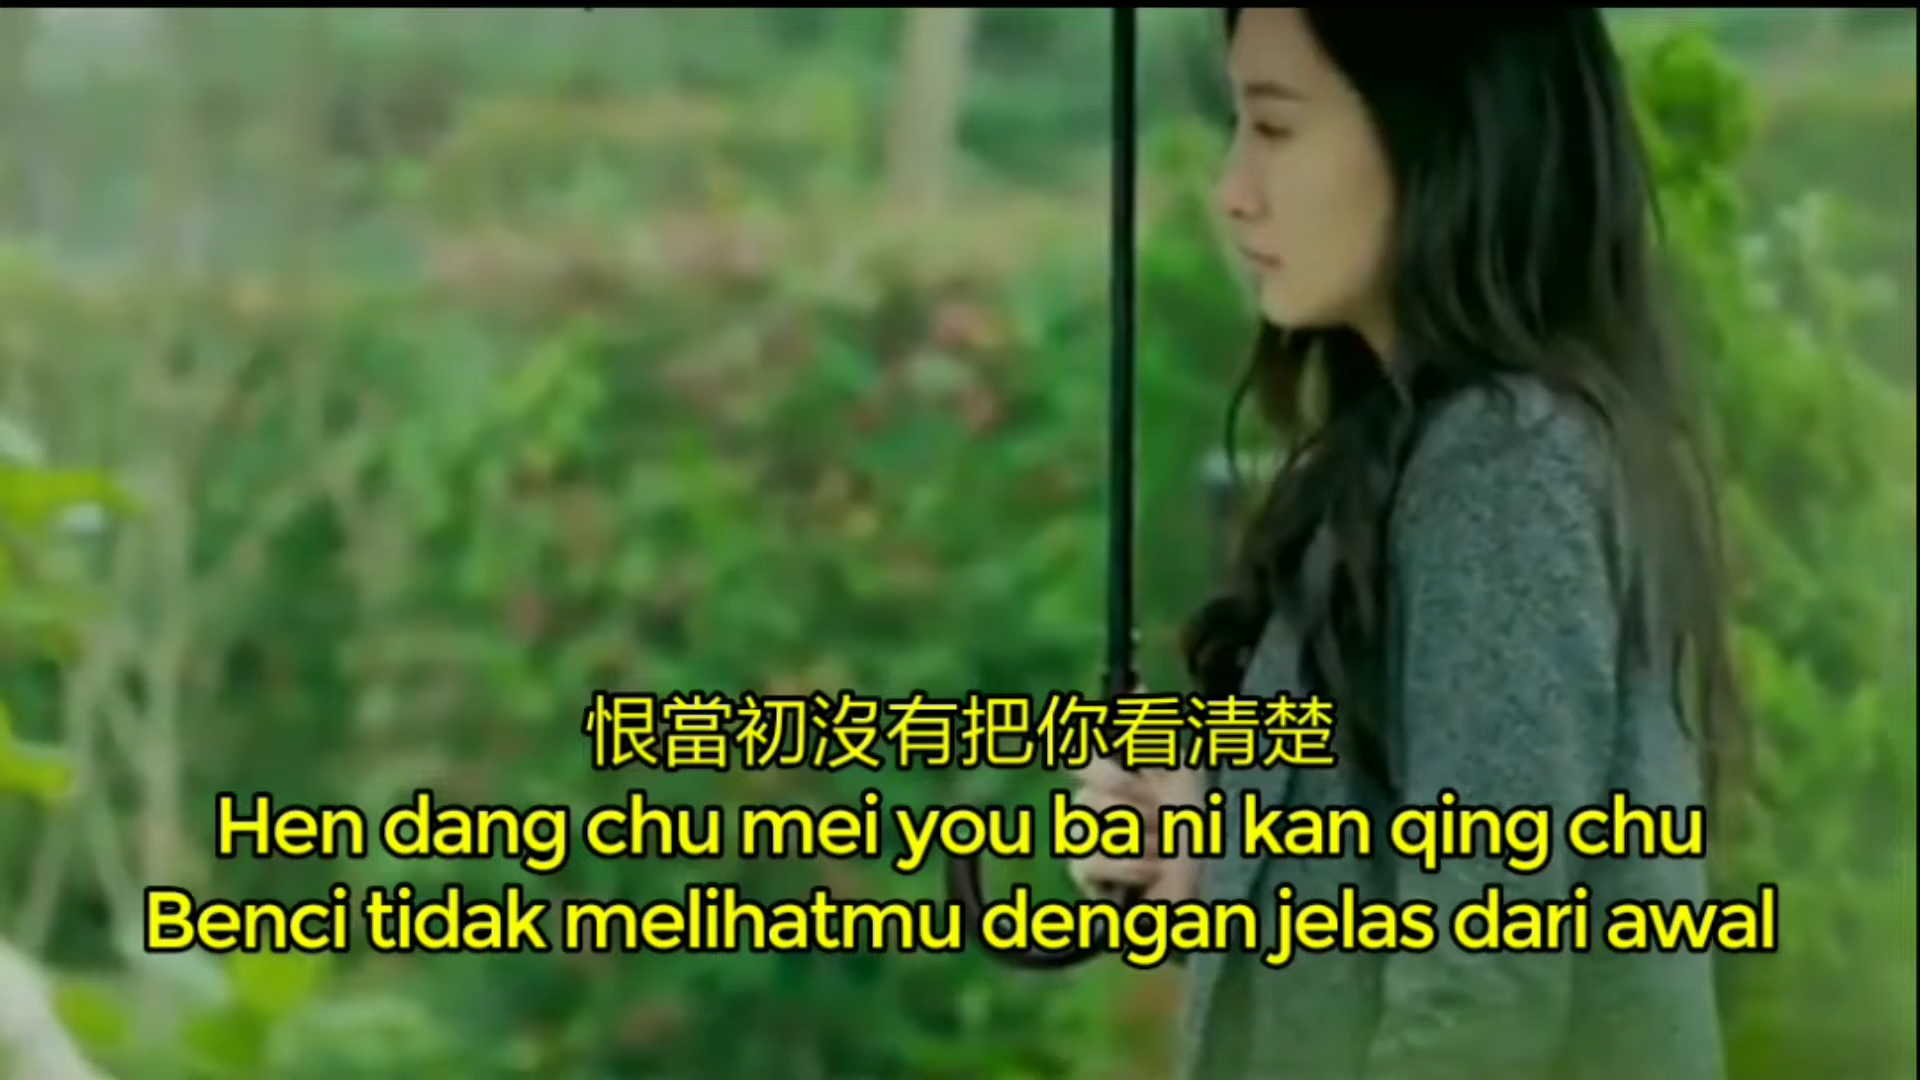 恨當初沒有把你看清楚
Hen dang chu mei you ba ni kan qing chu
Benci tidak melihatmu dengan jelas dari awal